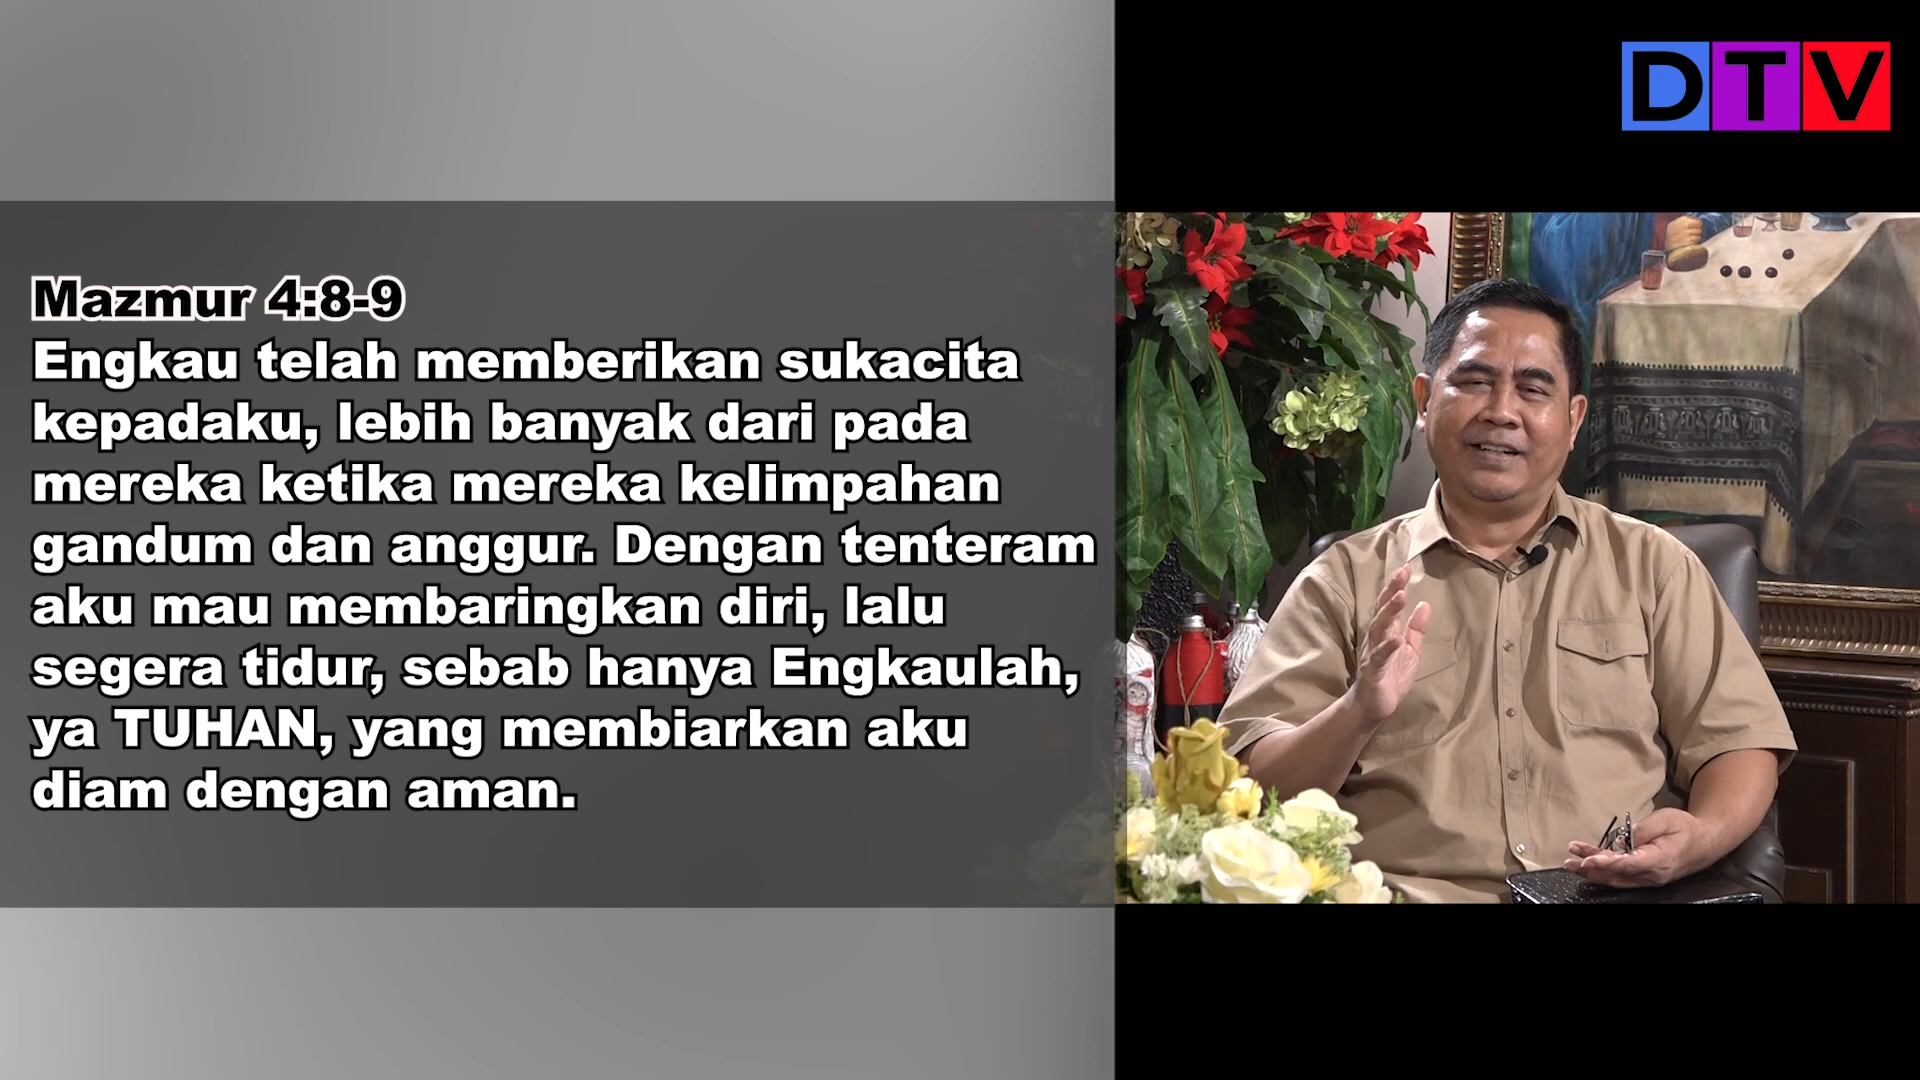 DTV
Mazmur 4:8-9
Engkau telah memberikan sukacita
kepadaku, lebih banyak dari pada
mereka ketika mereka kelimpahan
gandum dan anggur. Dengan tenteram
aku mau membaringkan diri, lalu
segera tidur, sebab hanya Engkaulah,
ya TUHAN, yang membiarkan aku
diam dengan aman.